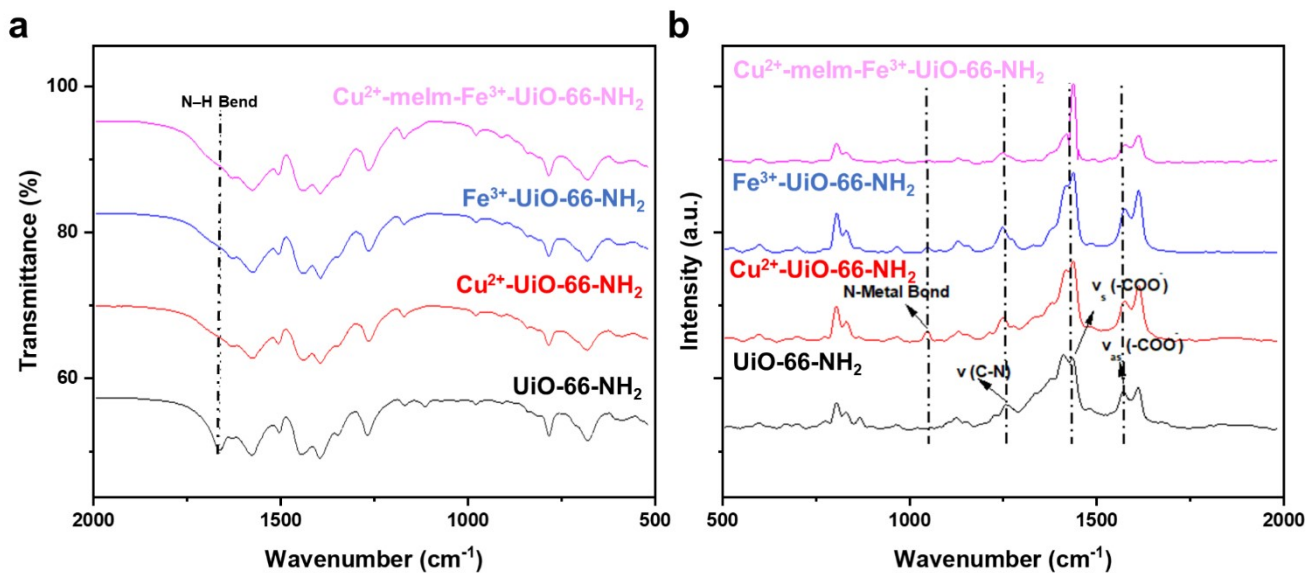 a
100
80
60
Transmittance (%)
N–H Bend
Cu²⁺-meIm-Fe³⁺-UiO-66-NH₂
Fe³⁺-UiO-66-NH₂
Cu²⁺-UiO-66-NH₂
UiO-66-NH₂
2000 1500 1000 500
Wavenumber (cm⁻¹)
b
Intensity (a.u.)
Cu²⁺-meIm-Fe³⁺-UiO-66-NH₂
Fe³⁺-UiO-66-NH₂
Cu²⁺-UiO-66-NH₂
N-Metal Bond
νₛ (-COO⁻)
UiO-66-NH₂
ν (C-N)
νₐₛ (-COO⁻)
500 1000 1500 2000
Wavenumber (cm⁻¹)